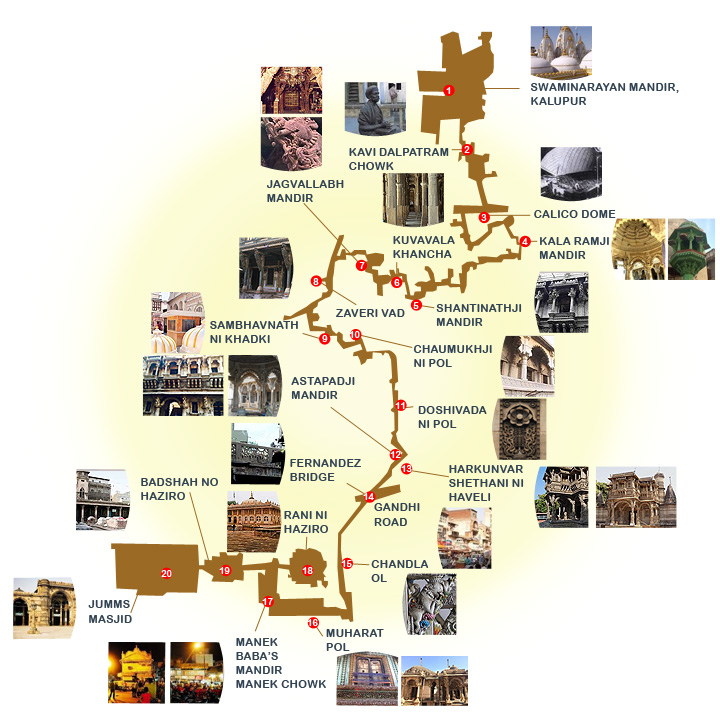 1
SWAMINARAYAN MANDIR,
KALUPUR
2
KAVI DALPATRAM
CHOWK
JAGVALLABH
MANDIR
3
CALICO DOME
4
KALA RAMJI
MANDIR
KUVAVALA
KHANCHA
7
8
6
5
SHANTINATHJI
MANDIR
ZAVERI VAD
SAMBHAVNATH
NI KHADKI
9
10
CHAUMUKHJI
NI POL
ASTAPADJI
MANDIR
11
DOSHIVADA
NI POL
12
13
HARKUNVAR
SHETHANI NI
HAVELI
FERNANDEZ
BRIDGE
14
GANDHI
ROAD
BADSHAH NO
HAZIRO
RANI NI
HAZIRO
15
CHANDLA
OL
20
19
18
17
16
JUMMS
MASJID
MUHARAT
POL
MANEK
BABA'S
MANDIR
MANEK CHOWK